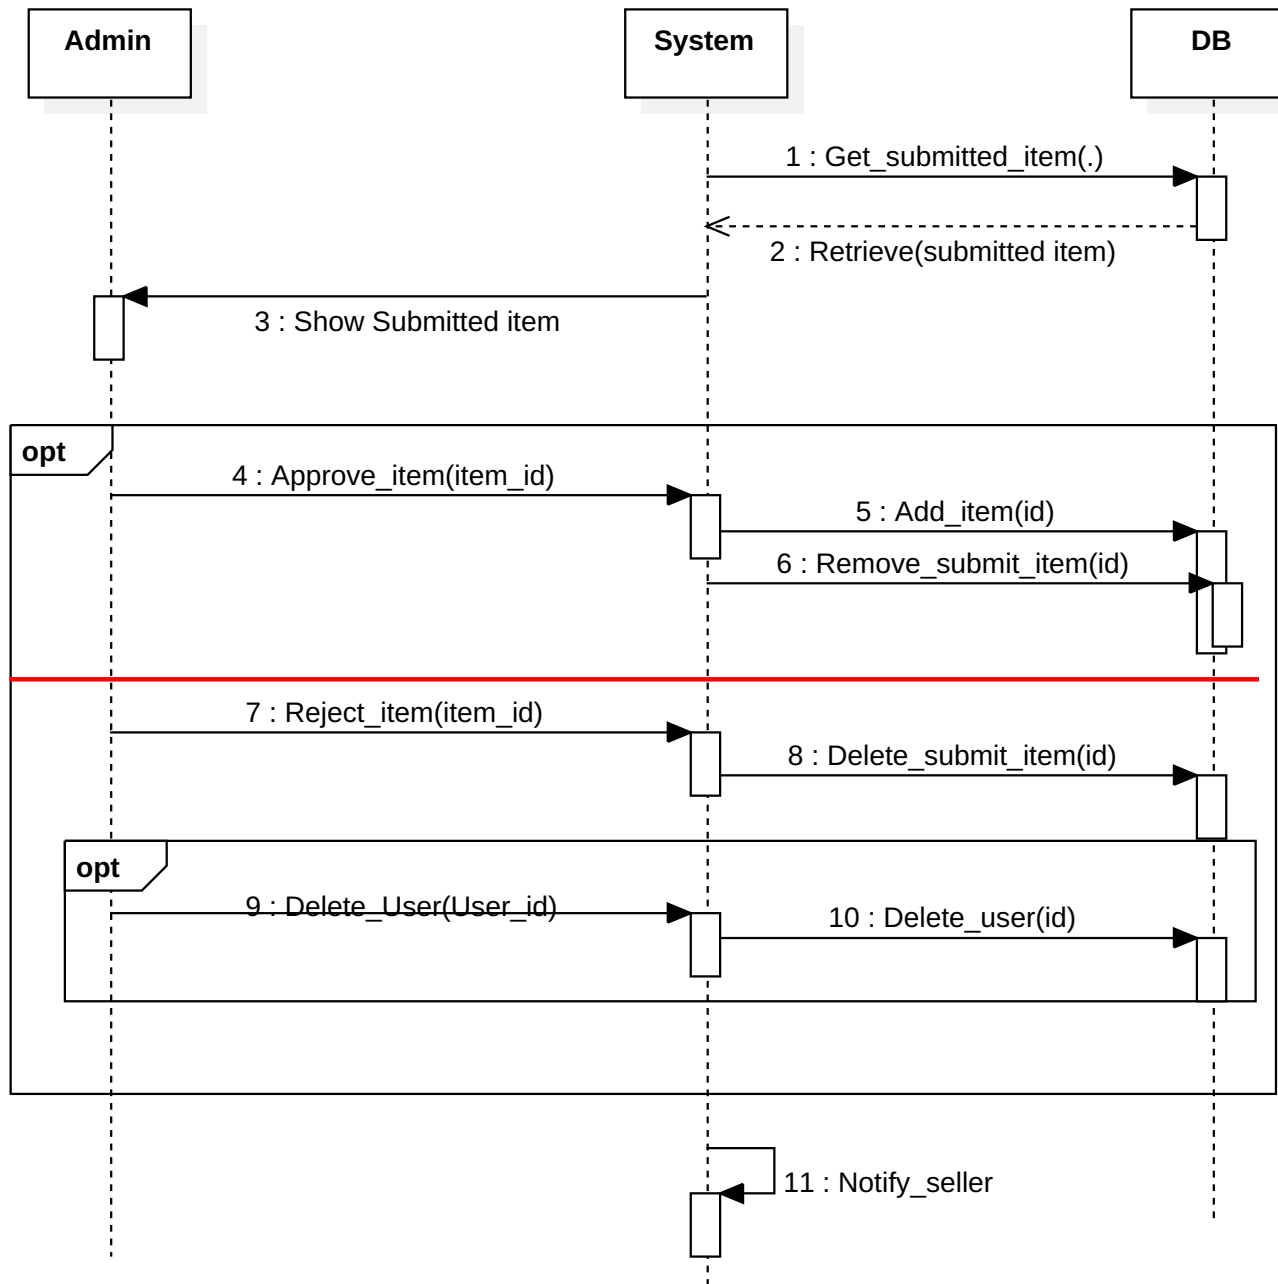 Admin
System
DB
1 : Get_submitted_item(.)
2 : Retrieve(submitted item)
3 : Show Submitted item
opt
4 : Approve_item(item_id)
5 : Add_item(id)
6 : Remove_submit_item(id)
7 : Reject_item(item_id)
8 : Delete_submit_item(id)
opt
9 : Delete_User(User_id)
10 : Delete_user(id)
11 : Notify_seller